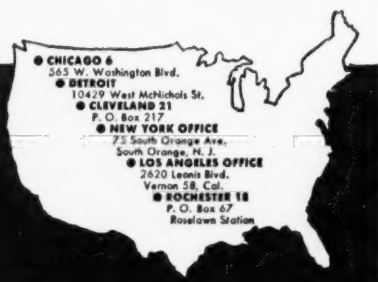 ● CHICAGO 6
565 W. Washington Blvd.
● DETROIT
10429 West McNichols St.
● CLEVELAND 21
P. O. Box 217
● NEW YORK OFFICE
75 South Orange Ave.
South Orange, N. J.
● LOS ANGELES OFFICE
2620 Leonis Blvd.
Vernon 58, Cal.
● ROCHESTER 18
P. O. Box 67
Roselawn Station